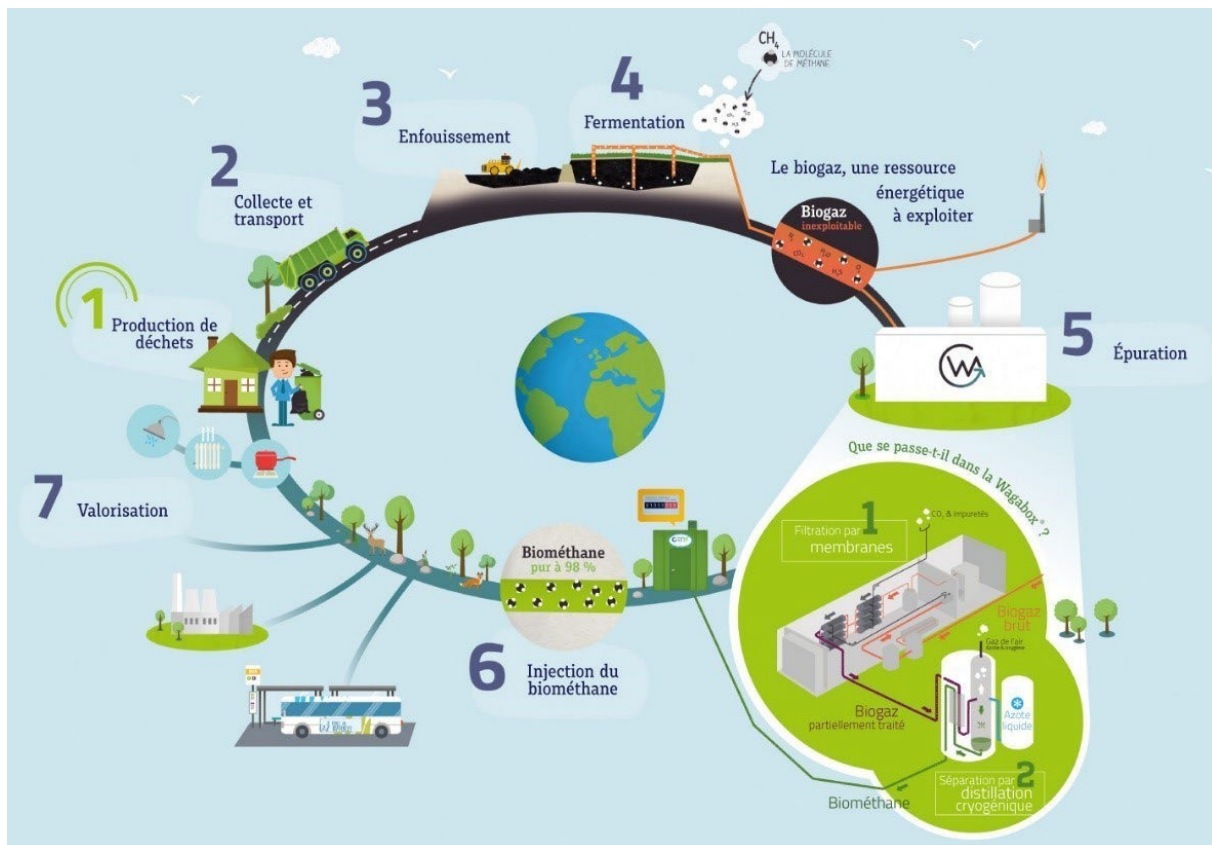 1
Production de
déchets
2
Collecte et
transport
3
Enfouissement
4
Fermentation
CH4
LA MOLÉCULE
DE MÉTHANE
Le biogaz, une ressource
énergétique
à exploiter
Biogaz
inexploitable
5
Épuration
WA
Que se passe-t-il dans la Wagabox® ?
Filtration par 1
membranes
CO2 & impuretés
Biogaz
brut
Gaz de l'air
Azote & oxygène
Azote
liquide
Biogaz
partiellement traité
Séparation par 2
distillation
cryogénique
Biométhane
Biométhane
pur à 98 %
6
Injection du
biométhane
7
Valorisation